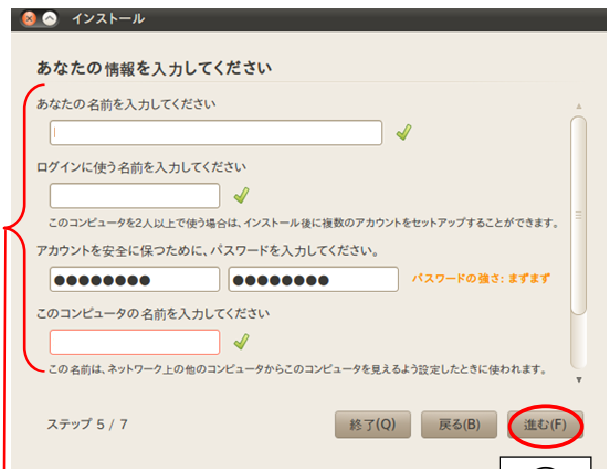 インストール
あなたの情報を入力してください
あなたの名前を入力してください
ログインに使う名前を入力してください
このコンピュータを2人以上で使う場合は、インストール後に複数のアカウントをセットアップすることができます。
アカウントを安全に保つために、パスワードを入力してください。
パスワードの強さ: まずまず
このコンピュータの名前を入力してください
この名前は、ネットワーク上の他のコンピュータからこのコンピュータを見えるよう設定したときに使われます。
ステップ 5 / 7
終了(Q)
戻る(B)
進む(F)